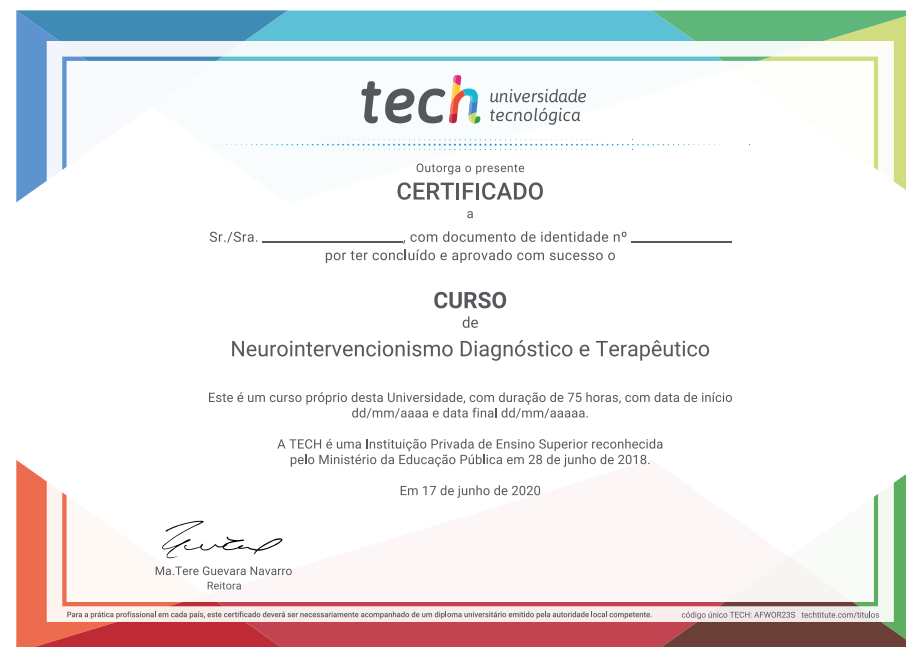 tech universidade
tecnológica
Outorga o presente
CERTIFICADO
a
Sr./Sra. ____________________, com documento de identidade nº ______________
por ter concluído e aprovado com sucesso o
CURSO
de
Neurointervencionismo Diagnóstico e Terapêutico
Este é um curso próprio desta Universidade, com duração de 75 horas, com data de início
dd/mm/aaaa e data final dd/mm/aaaaa.
A TECH é uma Instituição Privada de Ensino Superior reconhecida
pelo Ministério da Educação Pública em 28 de junho de 2018.
Em 17 de junho de 2020
Ma.Tere Guevara Navarro
Reitora
Para a prática profissional em cada país, este certificado deverá ser necessariamente acompanhado de um diploma universitário emitido pela autoridade local competente. código único TECH: AFWOR23S techtitute.com/titulos